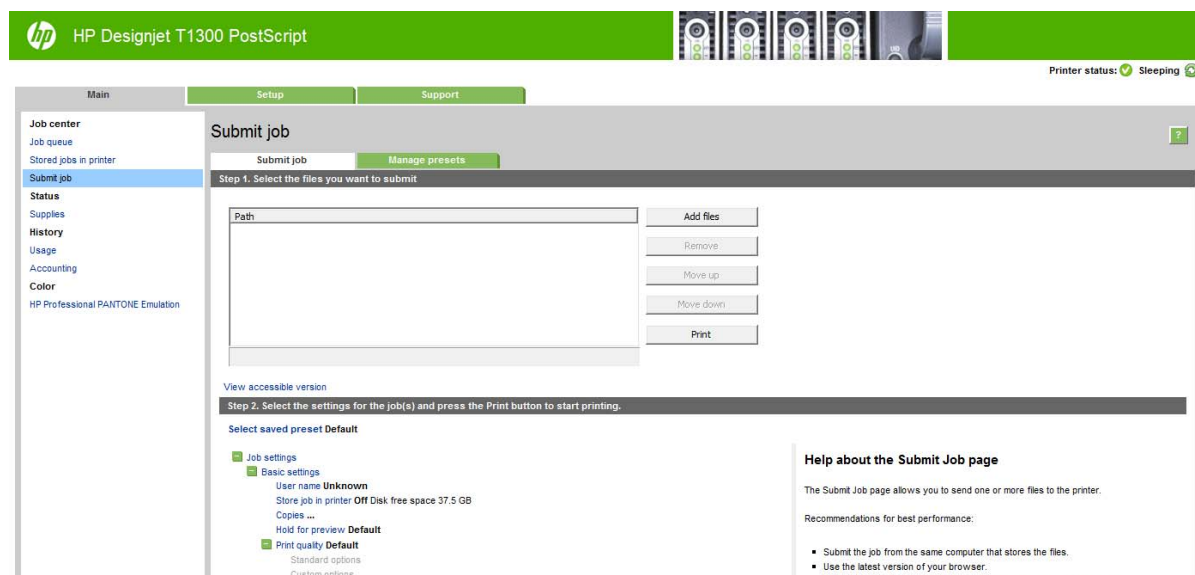 hp HP Designjet T1300 PostScript
Printer status: Sleeping
Main Setup Support
Job center
Job queue
Stored jobs in printer
Submit job
Status
Supplies
History
Usage
Accounting
Color
HP Professional PANTONE Emulation
Submit job
?
Submit job Manage presets
Step 1. Select the files you want to submit
Path
Add files
Remove
Move up
Move down
Print
View accessible version
Step 2. Select the settings for the job(s) and press the Print button to start printing.
Select saved preset Default
Job settings
Basic settings
User name Unknown
Store job in printer Off Disk free space 37.5 GB
Copies ...
Hold for preview Default
Print quality Default
Standard options
Custom options
Help about the Submit Job page
The Submit Job page allows you to send one or more files to the printer.
Recommendations for best performance:
Submit the job from the same computer that stores the files.
Use the latest version of your browser.